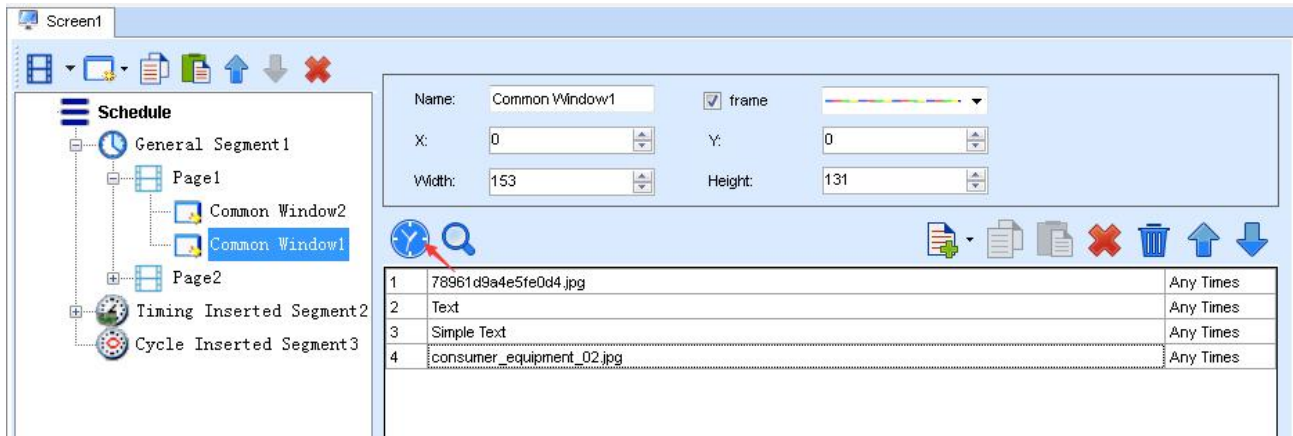 Screen1
Schedule
General Segment1
Page1
Common Window2
Common Window1
Page2
Timing Inserted Segment2
Cycle Inserted Segment3
Name: Common Window1 frame
X: 0 Y: 0
Width: 153 Height: 131
1 78961d9a4e5fe0d4.jpg Any Times
2 Text Any Times
3 Simple Text Any Times
4 consumer_equipment_02.jpg Any Times